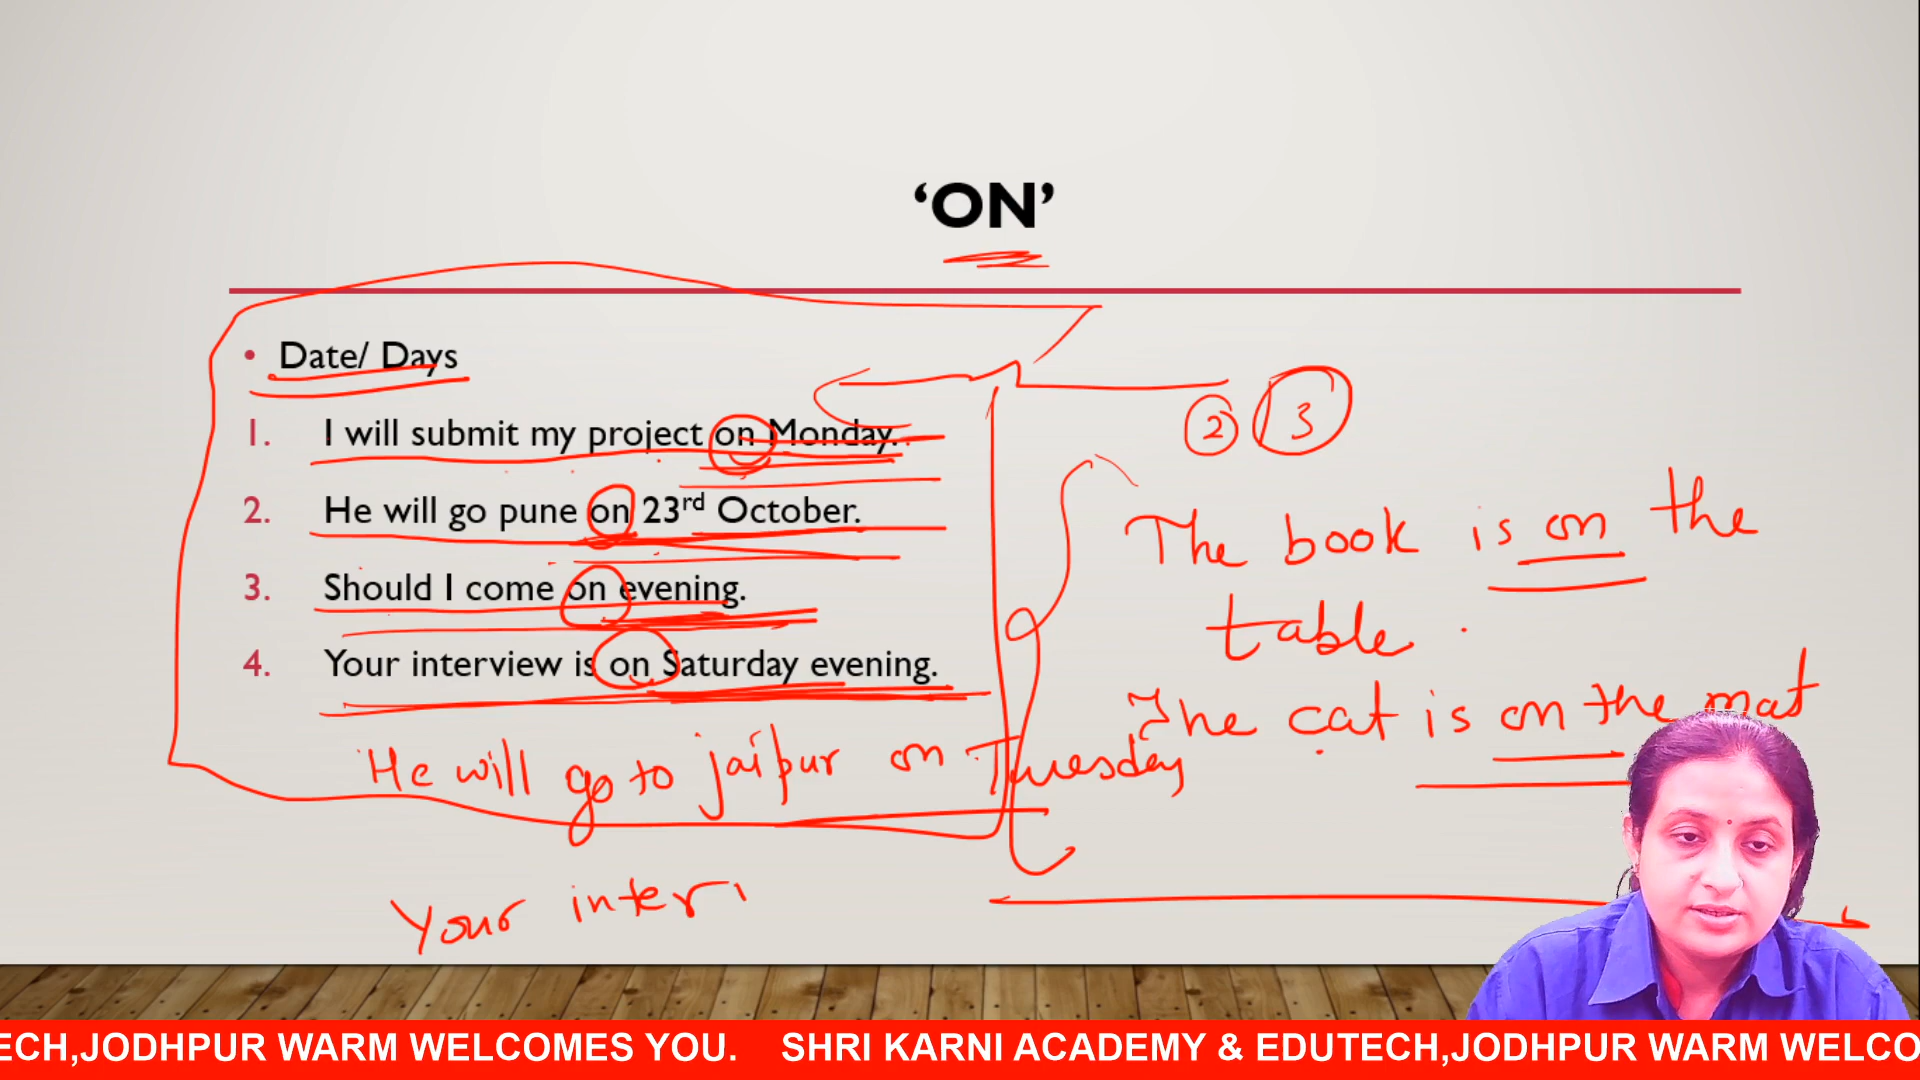 ‘ON’
• Date/ Days
1. I will submit my project on Monday.
2. He will go pune on 23rd October.
3. Should I come on evening.
4. Your interview is on Saturday evening.
He will go to jaipur on Tuesday
Your inter
2 3
The book is on the
table.
The cat is on the mat
ECH,JODHPUR WARM WELCOMES YOU. SHRI KARNI ACADEMY & EDUTECH,JODHPUR WARM WELCO